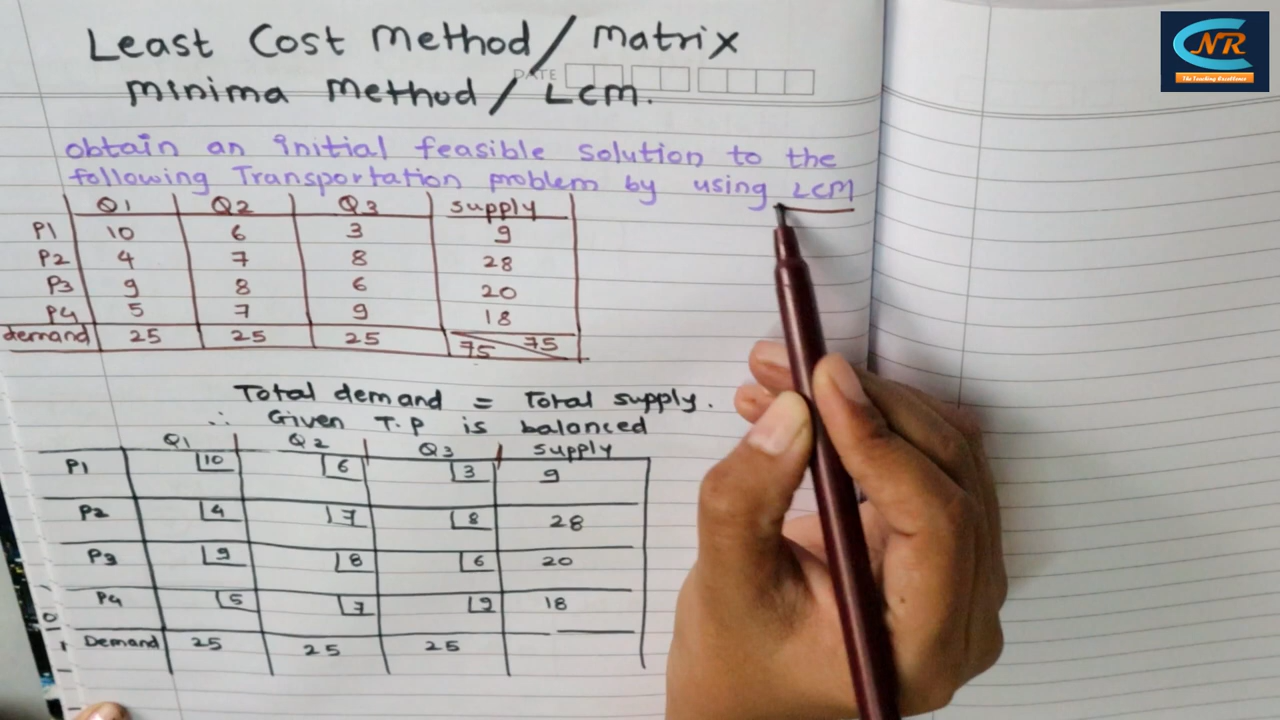 Least Cost Method / Matrix
DATE
Minima Method / LCM.
CNR
The Teaching Excellence
obtain an initial feasible solution to the
following Transportation problem by using LCM
Q1 Q2 Q3 supply
P1 10 6 3 9
P2 4 7 8 28
P3 9 8 6 20
P4 5 7 9 18
demand 25 25 25 75 75
Total demand = Total supply.
∴ Given T.P is balanced
Q1 Q2 Q3 supply
P1 10 6 3 9
P2 4 7 8 28
P3 9 8 6 20
P4 5 7 9 18
Demand 25 25 25